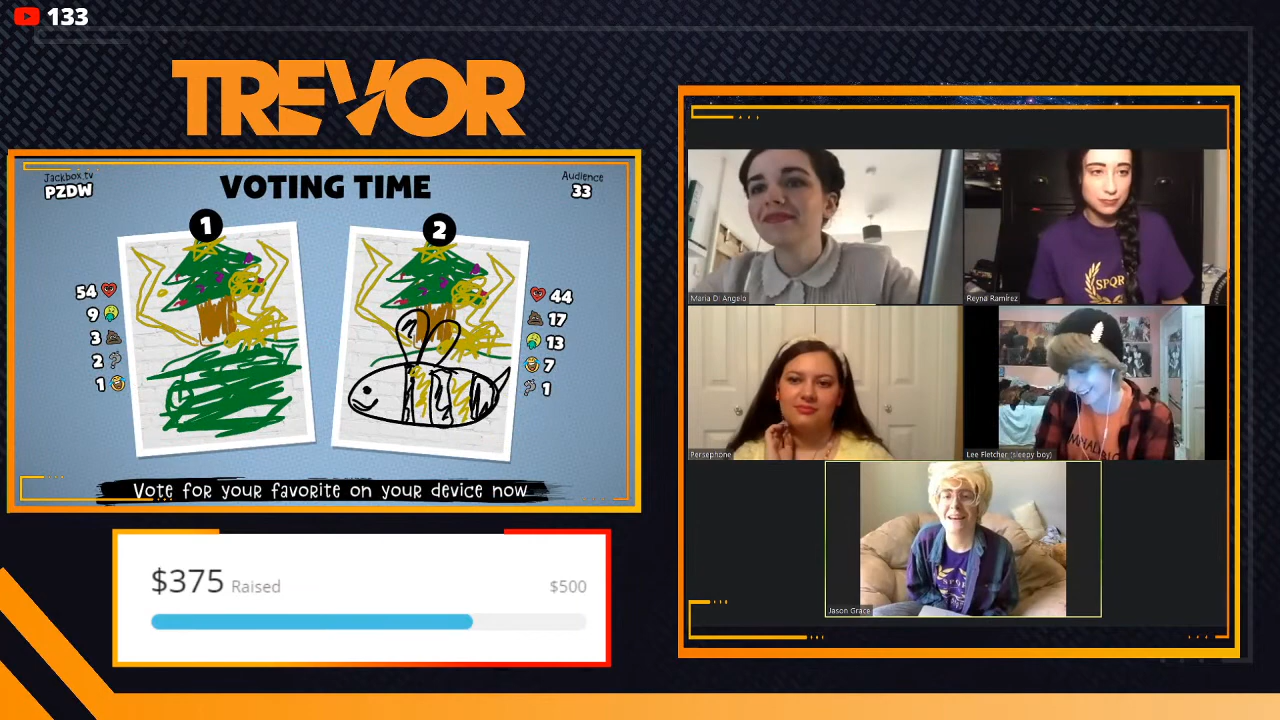 133
TREVOR
Jackbox.tv
PZDW
VOTING TIME
Audience
33
1
2
54
9
3
2
1
44
17
13
7
1
Vote for your favorite on your device now
$375 Raised
$500
Maria Di Angelo
Reyna Ramírez
SPQR
Persephone
Lee Fletcher (sleepy boy)
Jason Grace